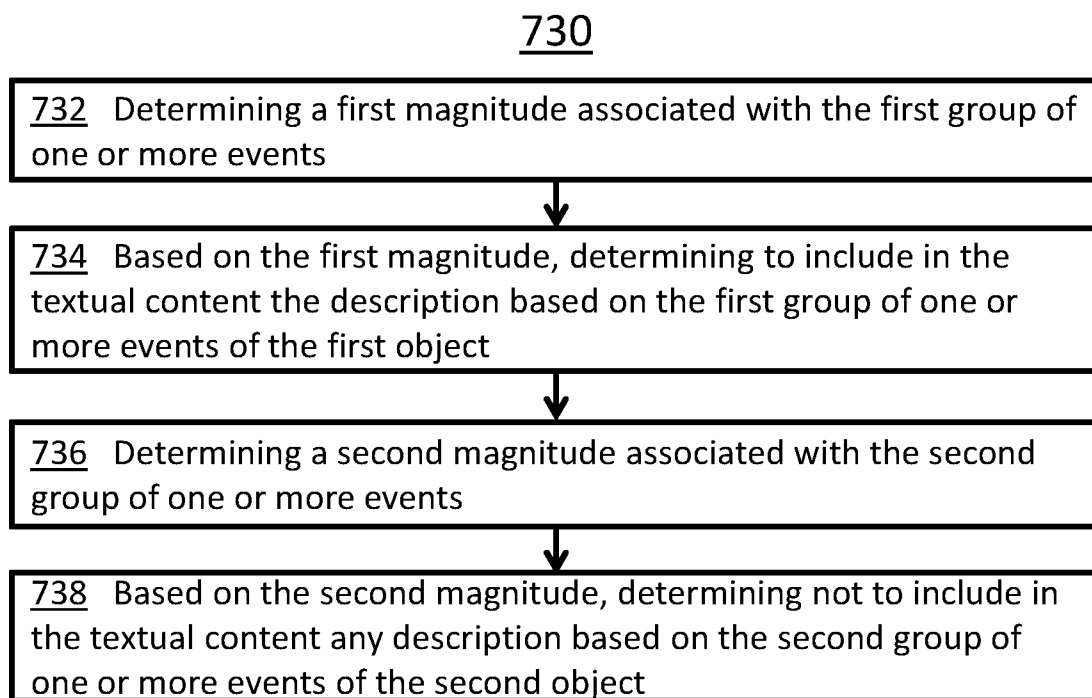 730
732 Determining a first magnitude associated with the first group of
one or more events
734 Based on the first magnitude, determining to include in the
textual content the description based on the first group of one or
more events of the first object
736 Determining a second magnitude associated with the second
group of one or more events
738 Based on the second magnitude, determining not to include in
the textual content any description based on the second group of
one or more events of the second object